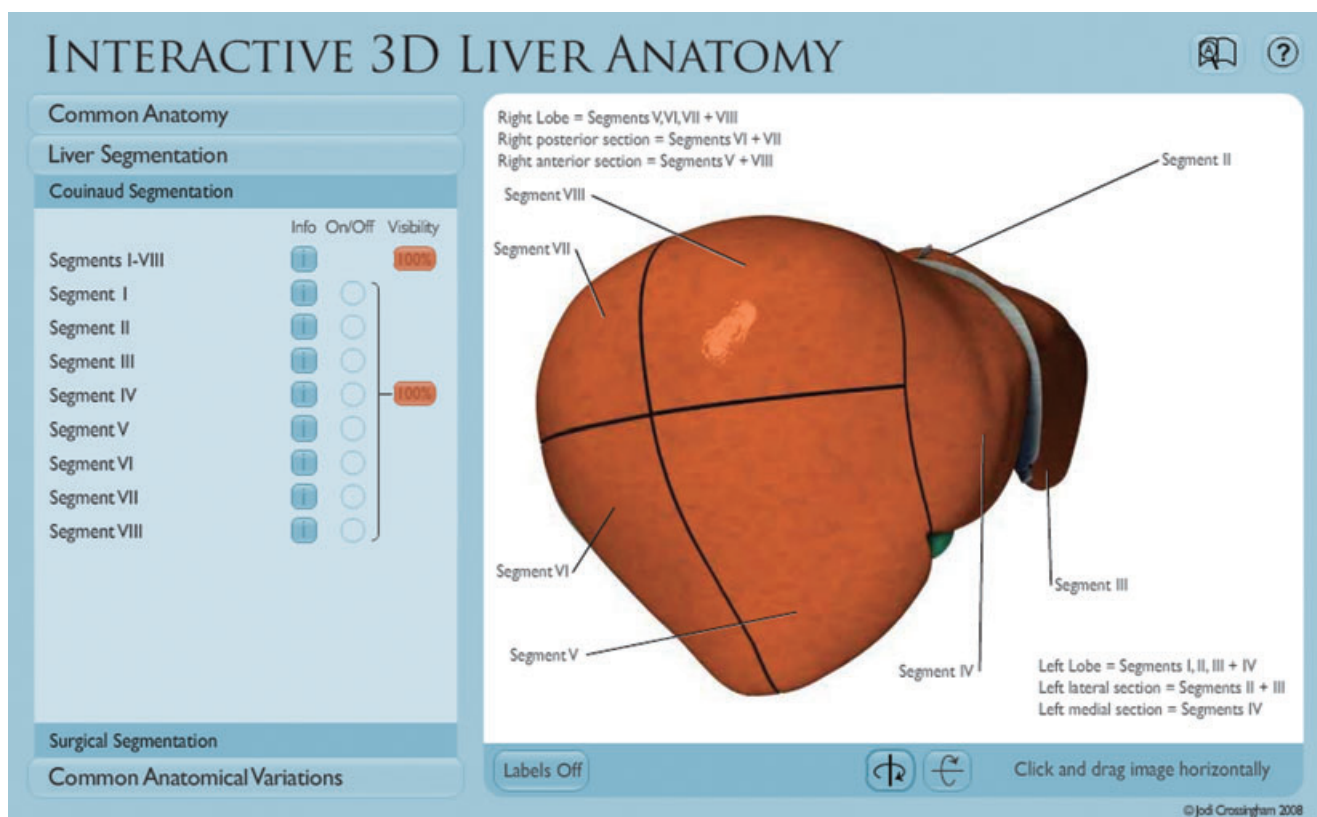 INTERACTIVE 3D LIVER ANATOMY
A
?
Common Anatomy
Liver Segmentation
Couinaud Segmentation
Info On/Off Visibility
Segments I-VIII i 100%
Segment I i
Segment II i
Segment III i
Segment IV i 100%
Segment V i
Segment VI i
Segment VII i
Segment VIII i
Surgical Segmentation
Common Anatomical Variations
Right Lobe = Segments V,VI,VII + VIII
Right posterior section = Segments VI + VII
Right anterior section = Segments V + VIII
Segment II
Segment VIII
Segment VII
Segment VI
Segment III
Segment V
Segment IV
Left Lobe = Segments I, II, III + IV
Left lateral section = Segments II + III
Left medial section = Segments IV
Labels Off
Click and drag image horizontally
© Jodi Crossingham 2008